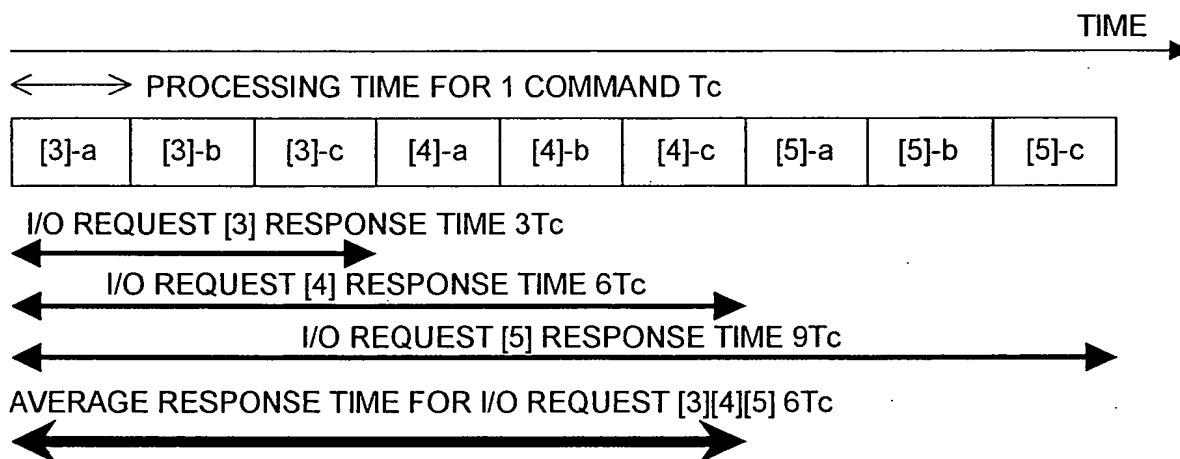 TIME
PROCESSING TIME FOR 1 COMMAND Tc
[3]-a [3]-b [3]-c [4]-a [4]-b [4]-c [5]-a [5]-b [5]-c
I/O REQUEST [3] RESPONSE TIME 3Tc
I/O REQUEST [4] RESPONSE TIME 6Tc
I/O REQUEST [5] RESPONSE TIME 9Tc
AVERAGE RESPONSE TIME FOR I/O REQUEST [3][4][5] 6Tc